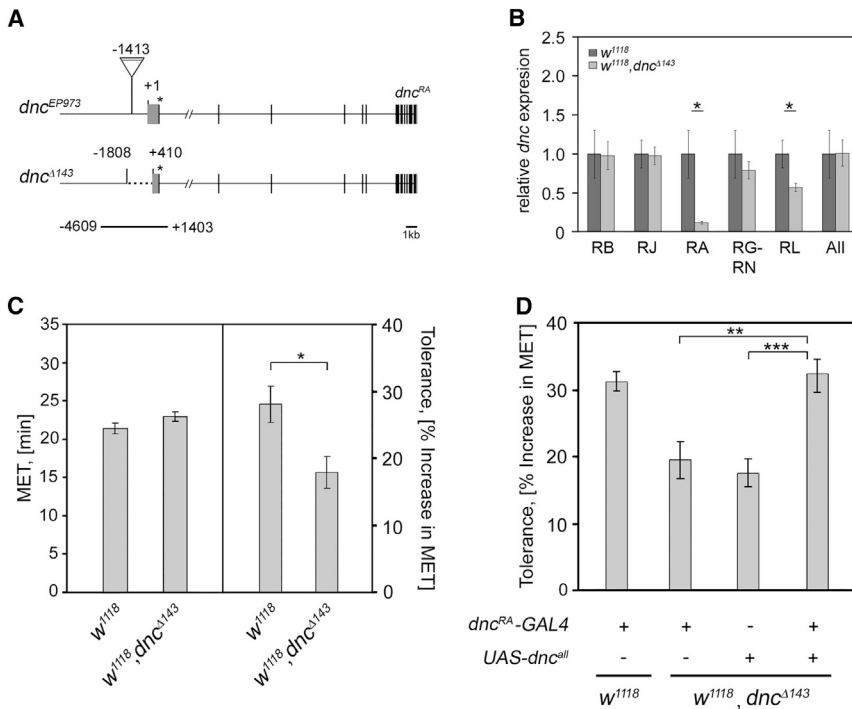 A
-1413
+1
*
dnc^RA
dnc^EP973
//
-1808
+410
*
dnc^Δ143
//
-4609
+1403
1kb
B
relative dnc expresion
2.5
2.0
1.5
1.0
0.5
0
w^1118
w^1118,dnc^Δ143
*
*
RB
RJ
RA
RG-
RN
RL
All
C
MET, [min]
35
30
25
20
15
10
5
0
*
40
30
20
10
0
Tolerance, [% Increase in MET]
w^1118
w^1118,dnc^Δ143
w^1118
w^1118,dnc^Δ143
D
Tolerance, [% Increase in MET]
40
30
20
10
0
**
***
dnc^RA-GAL4 + + - +
UAS-dnc^all - - + +
w^1118 w^1118, dnc^Δ143